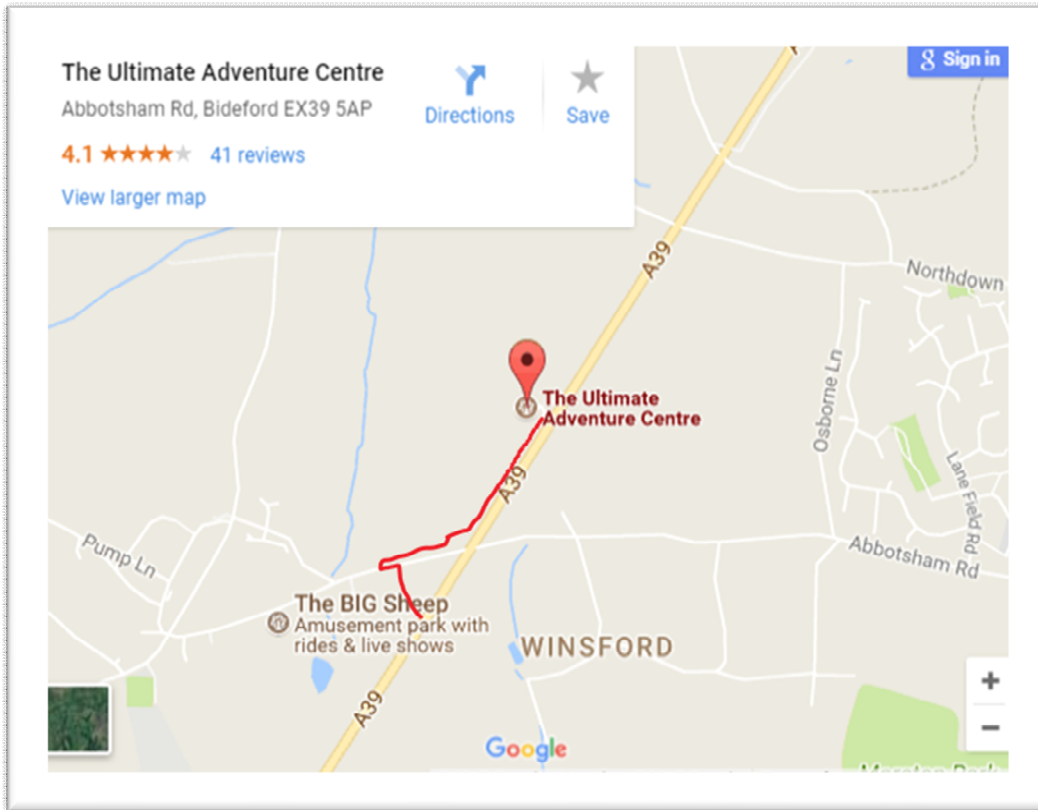 The Ultimate Adventure Centre
Abbotsham Rd, Bideford EX39 5AP
4.1
41 reviews
View larger map
Directions
Save
g Sign in
A39
Northdown
The Ultimate
Adventure Centre
Osborne Ln
A39
Lane Field Rd
Pump Ln
Abbotsham Rd
The BIG Sheep
Amusement park with
rides & live shows
WINSFORD
A39
+
−
Google